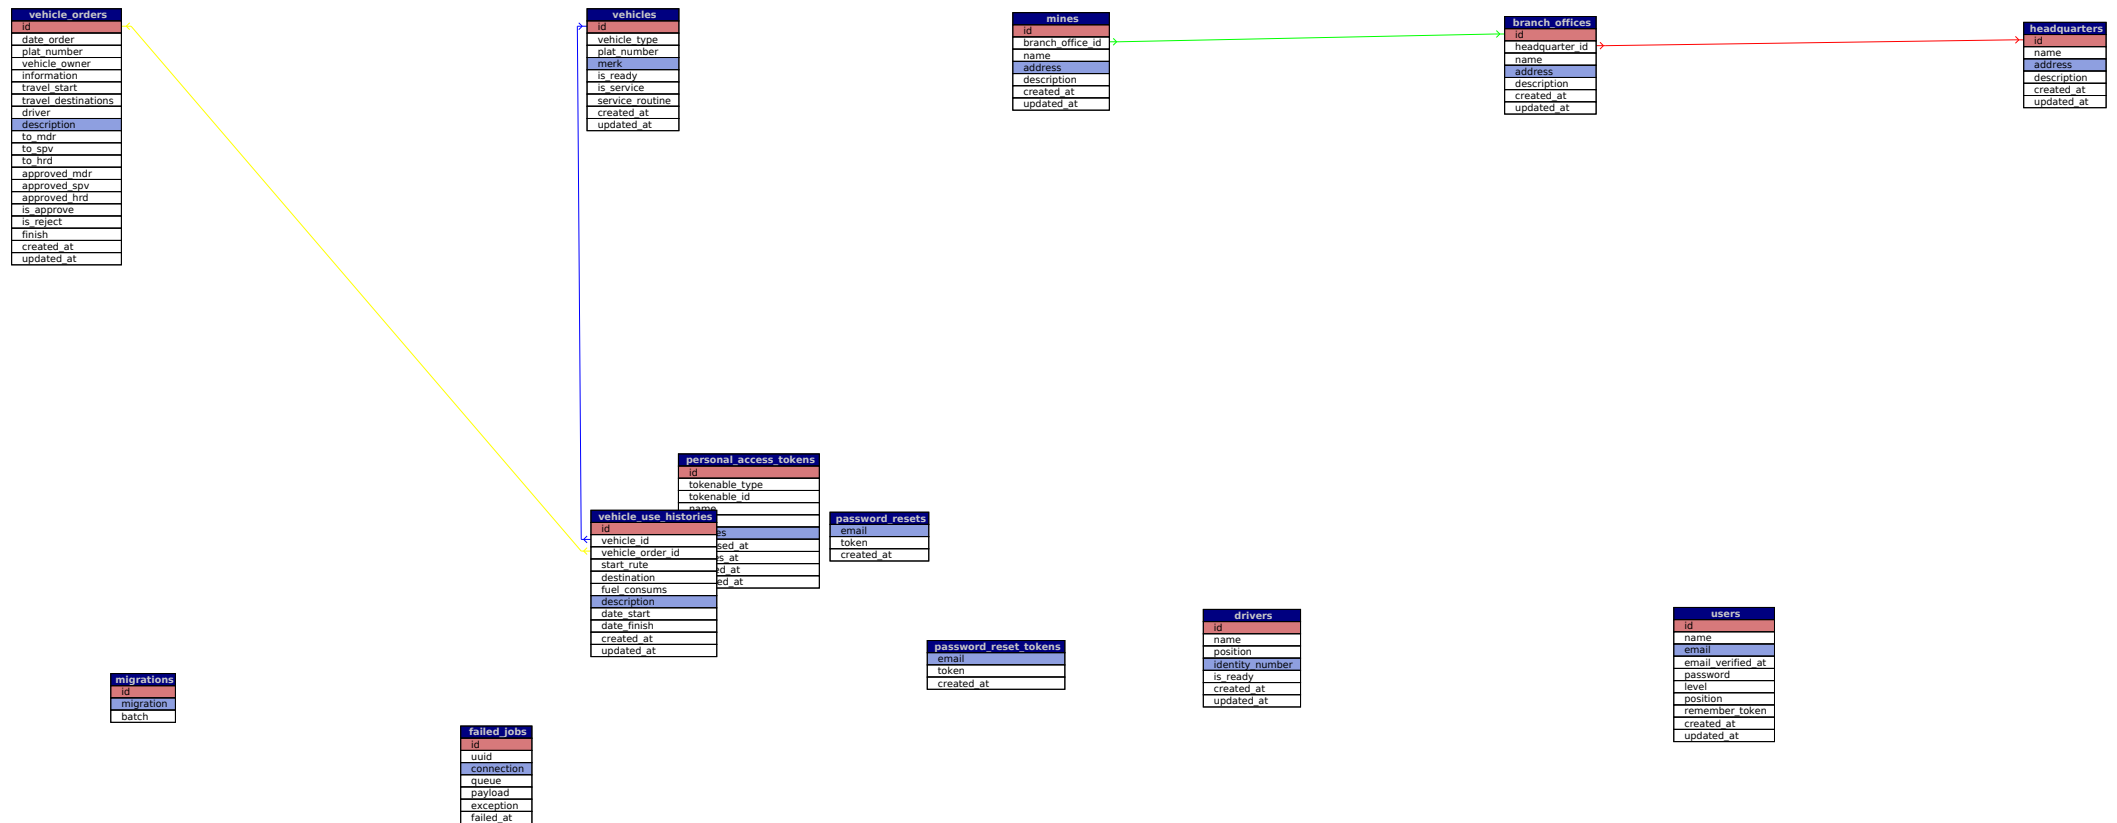 vehicle_orders
id
date_order
plat_number
vehicle_owner
information
travel_start
travel_destinations
driver
description
to_mdr
to_spv
to_hrd
approved_mdr
approved_spv
approved_hrd
is_approve
is_reject
finish
created_at
updated_at
vehicles
id
vehicle_type
plat_number
merk
is_ready
is_service
service_routine
created_at
updated_at
mines
id
branch_office_id
name
address
description
created_at
updated_at
branch_offices
id
headquarter_id
name
address
description
created_at
updated_at
headquarters
id
name
address
description
created_at
updated_at
personal_access_tokens
id
tokenable_type
tokenable_id
name
vehicle_use_histories
id
vehicle_id
vehicle_order_id
start_rute
destination
fuel_consums
description
date_start
date_finish
created_at
updated_at
password_resets
email
token
created_at
password_reset_tokens
email
token
created_at
drivers
id
name
position
identity_number
is_ready
created_at
updated_at
users
id
name
email
email_verified_at
password
level
position
remember_token
created_at
updated_at
migrations
id
migration
batch
failed_jobs
id
uuid
connection
queue
payload
exception
failed_at